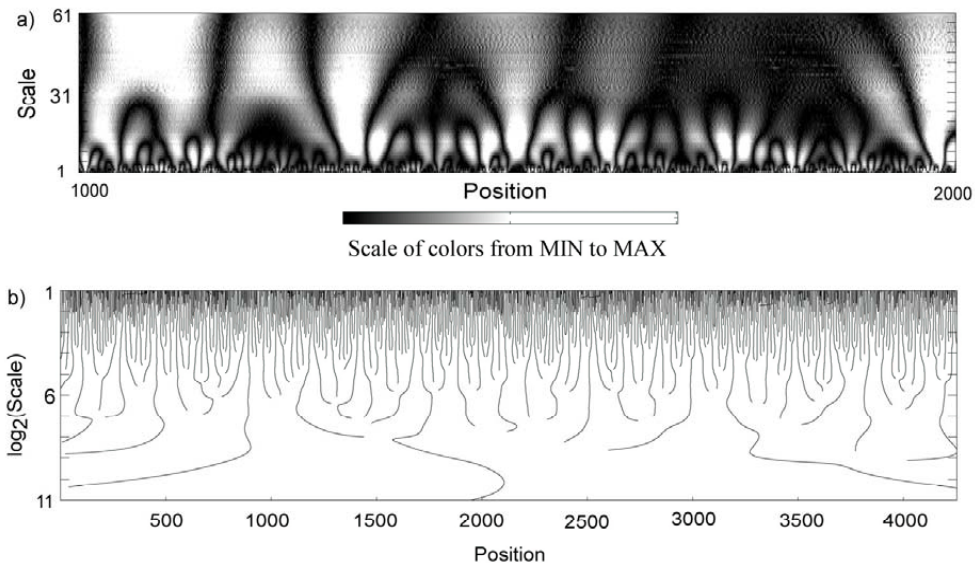 a)
61
31
1
Scale
1000
Position
2000
Scale of colors from MIN to MAX
b)
1
6
11
log2(Scale)
500
1000
1500
2000
2500
3000
3500
4000
Position